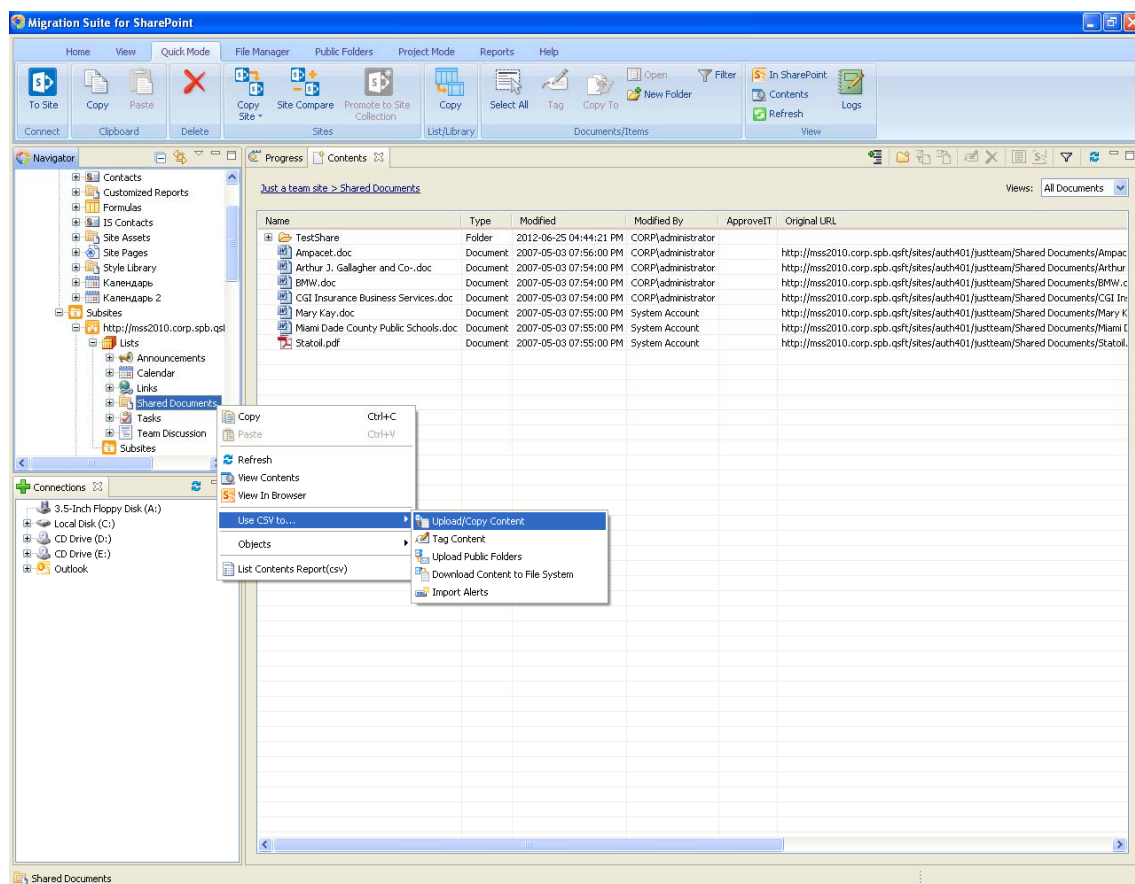 Migration Suite for SharePoint
Home View Quick Mode File Manager Public Folders Project Mode Reports Help
To Site Copy Paste Copy Site Site Compare Promote to Site Collection Copy Select All Tag Copy To Open New Folder Filter In SharePoint Contents Refresh Logs
Connect Clipboard Delete Sites List/Library Documents/Items View
Navigator
Contacts
Customized Reports
Formulas
IS Contacts
Site Assets
Site Pages
Style Library
Календарь
Календарь 2
Subsites
http://mss2010.corp.spb.qsf
Lists
Announcements
Calendar
Links
Shared Documents
Tasks
Team Discussion
Subsites
Connections
3.5-Inch Floppy Disk (A:)
Local Disk (C:)
CD Drive (D:)
CD Drive (E:)
Outlook
Progress Contents
Just a team site > Shared Documents
Views: All Documents
Name Type Modified Modified By ApproveIT Original URL
TestShare Folder 2012-06-25 04:44:21 PM CORP\administrator
Ampacet.doc Document 2007-05-03 07:56:00 PM CORP\administrator http://mss2010.corp.spb.qsft/sites/auth401/justteam/Shared Documents/Ampac
Arthur J. Gallagher and Co-.doc Document 2007-05-03 07:54:00 PM CORP\administrator http://mss2010.corp.spb.qsft/sites/auth401/justteam/Shared Documents/Arthur
BMW.doc Document 2007-05-03 07:54:00 PM CORP\administrator http://mss2010.corp.spb.qsft/sites/auth401/justteam/Shared Documents/BMW.c
CGI Insurance Business Services.doc Document 2007-05-03 07:54:00 PM CORP\administrator http://mss2010.corp.spb.qsft/sites/auth401/justteam/Shared Documents/CGI In
Mary Kay.doc Document 2007-05-03 07:55:00 PM System Account http://mss2010.corp.spb.qsft/sites/auth401/justteam/Shared Documents/Mary K
Miami Dade County Public Schools.doc Document 2007-05-03 07:55:00 PM System Account http://mss2010.corp.spb.qsft/sites/auth401/justteam/Shared Documents/Miami
Statoil.pdf Document 2007-05-03 07:55:00 PM System Account http://mss2010.corp.spb.qsft/sites/auth401/justteam/Shared Documents/Statoil.
Copy Ctrl+C
Paste Ctrl+V
Refresh
View Contents
View In Browser
Use CSV to...
Objects
List Contents Report(csv)
Upload/Copy Content
Tag Content
Upload Public Folders
Download Content to File System
Import Alerts
Shared Documents